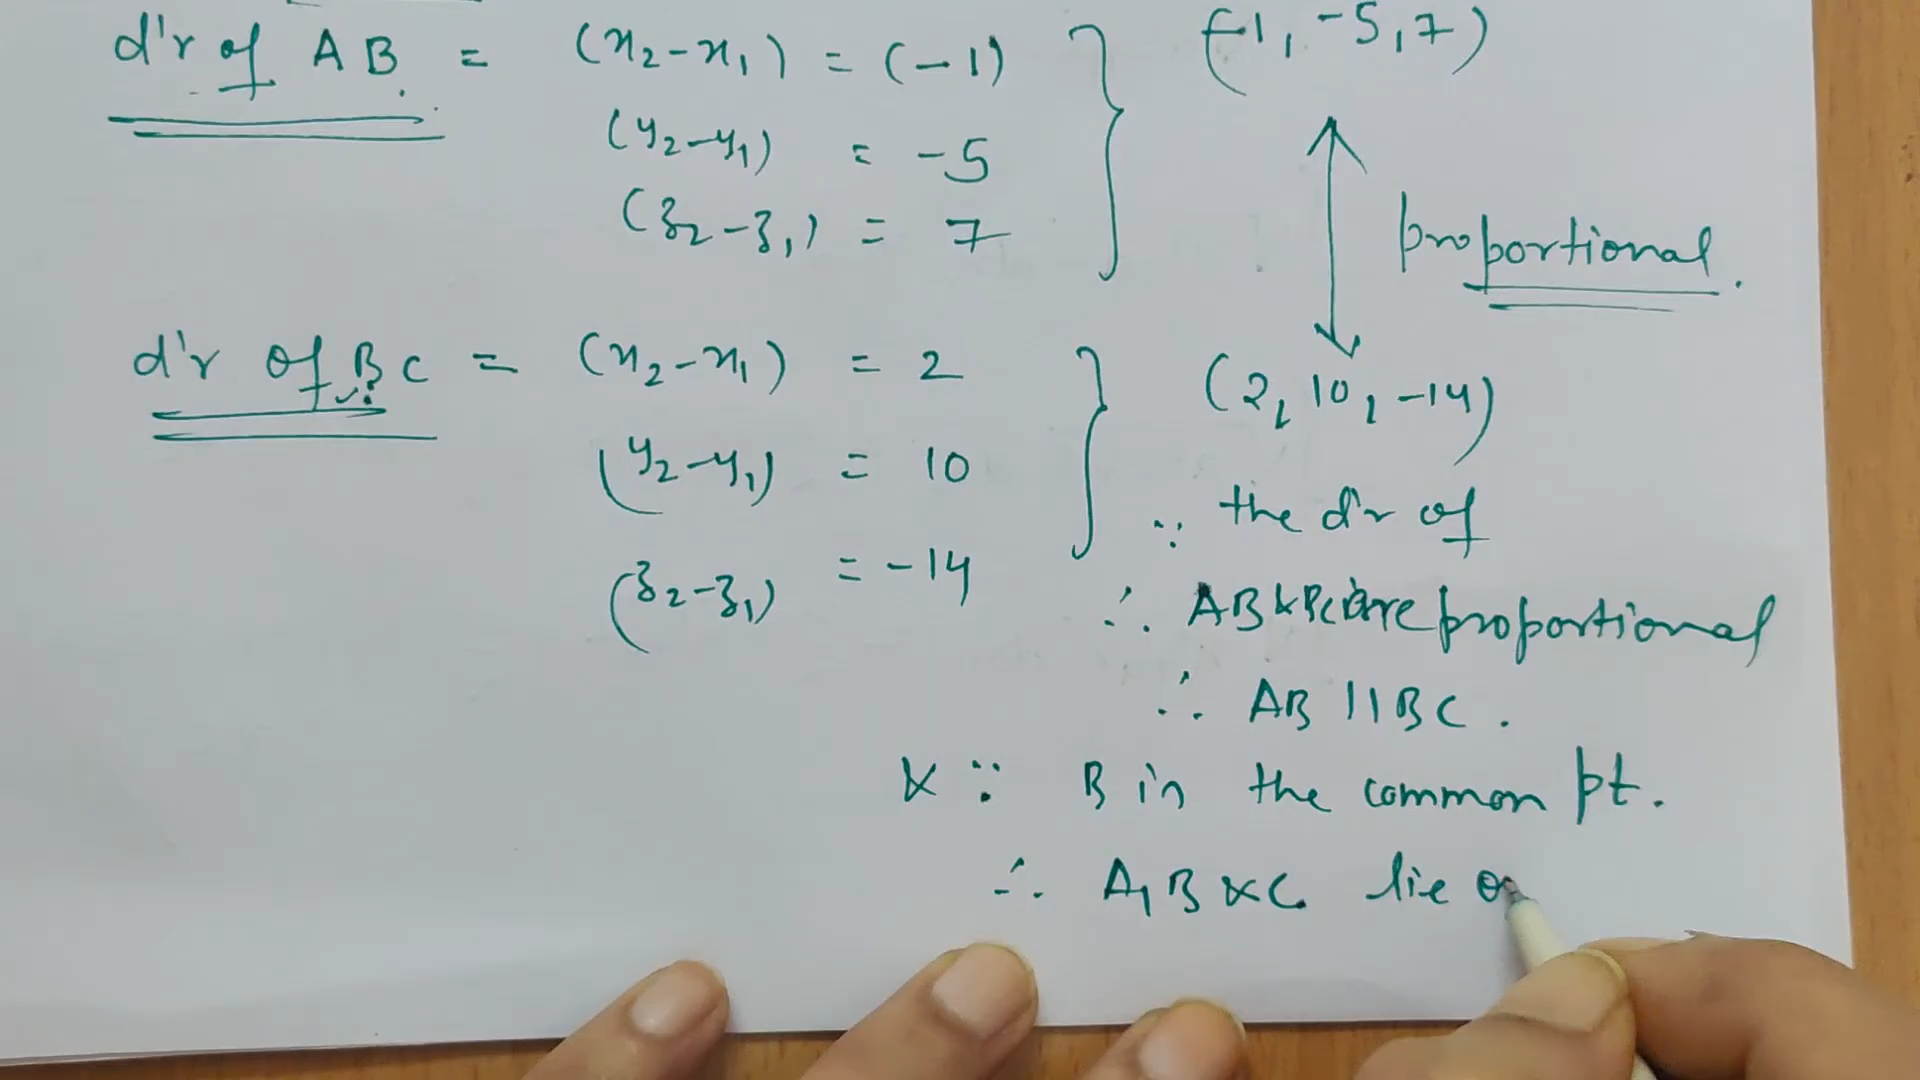 d'r of AB = (x₂-x₁) = (-1) } (-1, -5, 7)
(y₂-y₁) = -5
(z₂-z₁) = 7
proportional.
d'r of BC = (x₂-x₁) = 2 } (2, 10, -14)
(y₂-y₁) = 10
(z₂-z₁) = -14
∵ the d'r of
∴ AB & BC are proportional
∴ AB || BC.
& ∵ B is the common pt.
∴ A, B & C lie o